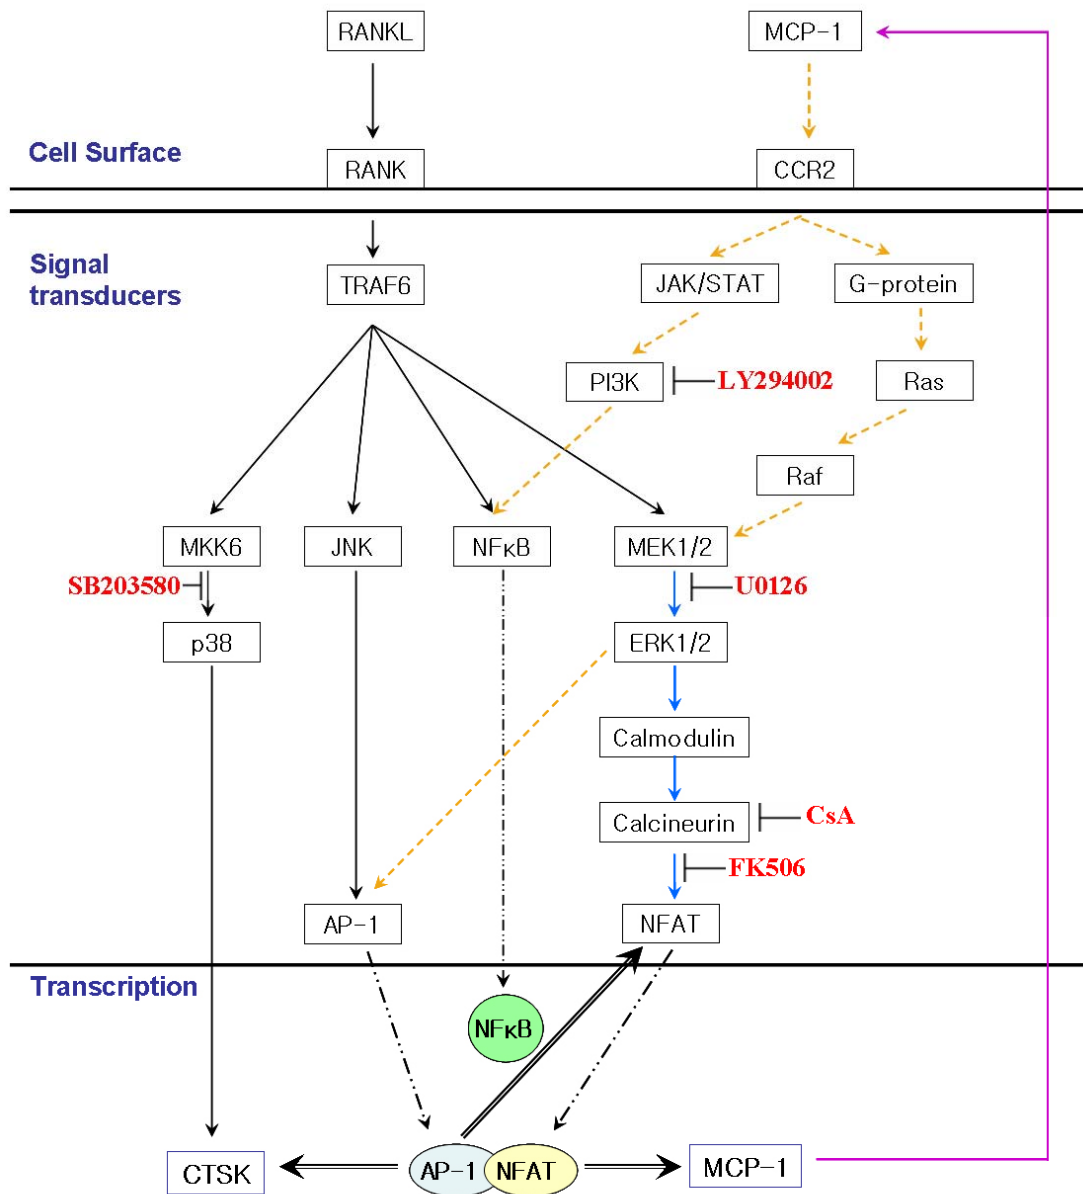 RANKL
MCP-1
Cell Surface
RANK
CCR2
Signal
transducers
TRAF6
JAK/STAT
G-protein
PI3K
LY294002
Ras
Raf
MKK6
JNK
NFκB
MEK1/2
SB203580
U0126
p38
ERK1/2
Calmodulin
Calcineurin
CsA
FK506
AP-1
NFAT
Transcription
NFκB
CTSK
AP-1
NFAT
MCP-1